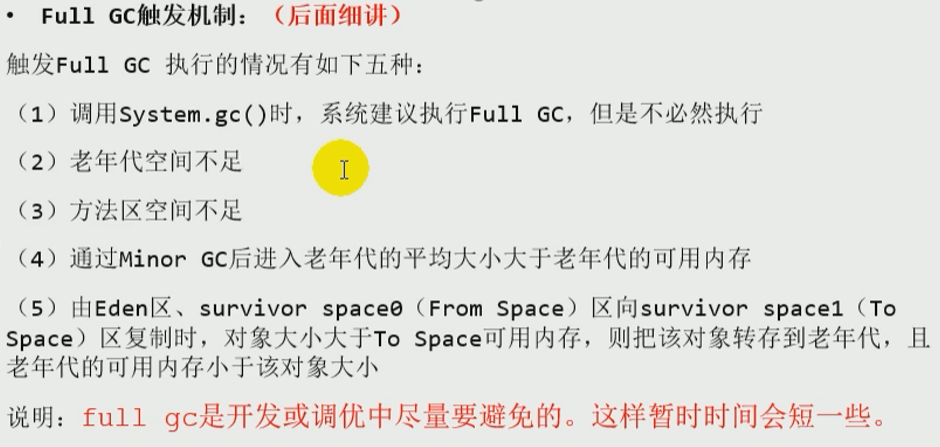 • Full GC触发机制：（后面细讲）
触发Full GC 执行的情况有如下五种：
（1）调用System.gc()时，系统建议执行Full GC，但是不必然执行
（2）老年代空间不足
（3）方法区空间不足
（4）通过Minor GC后进入老年代的平均大小大于老年代的可用内存
（5）由Eden区、survivor space0（From Space）区向survivor space1（To
Space）区复制时，对象大小大于To Space可用内存，则把该对象转存到老年代，且
老年代的可用内存小于该对象大小
说明：full gc是开发或调优中尽量要避免的。这样暂时时间会短一些。